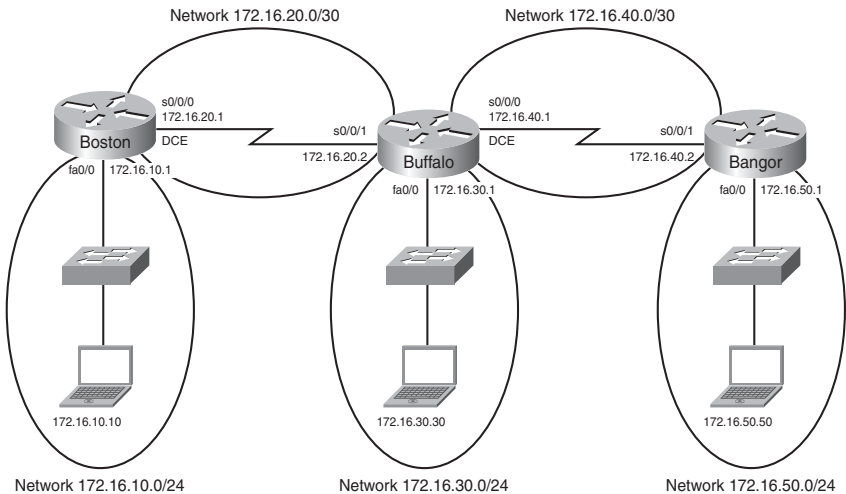 Network 172.16.20.0/30
Network 172.16.40.0/30
s0/0/0
172.16.20.1
DCE
Boston
fa0/0
172.16.10.1
s0/0/1
172.16.20.2
s0/0/0
172.16.40.1
DCE
Buffalo
fa0/0
172.16.30.1
s0/0/1
172.16.40.2
Bangor
fa0/0
172.16.50.1
172.16.10.10
172.16.30.30
172.16.50.50
Network 172.16.10.0/24
Network 172.16.30.0/24
Network 172.16.50.0/24